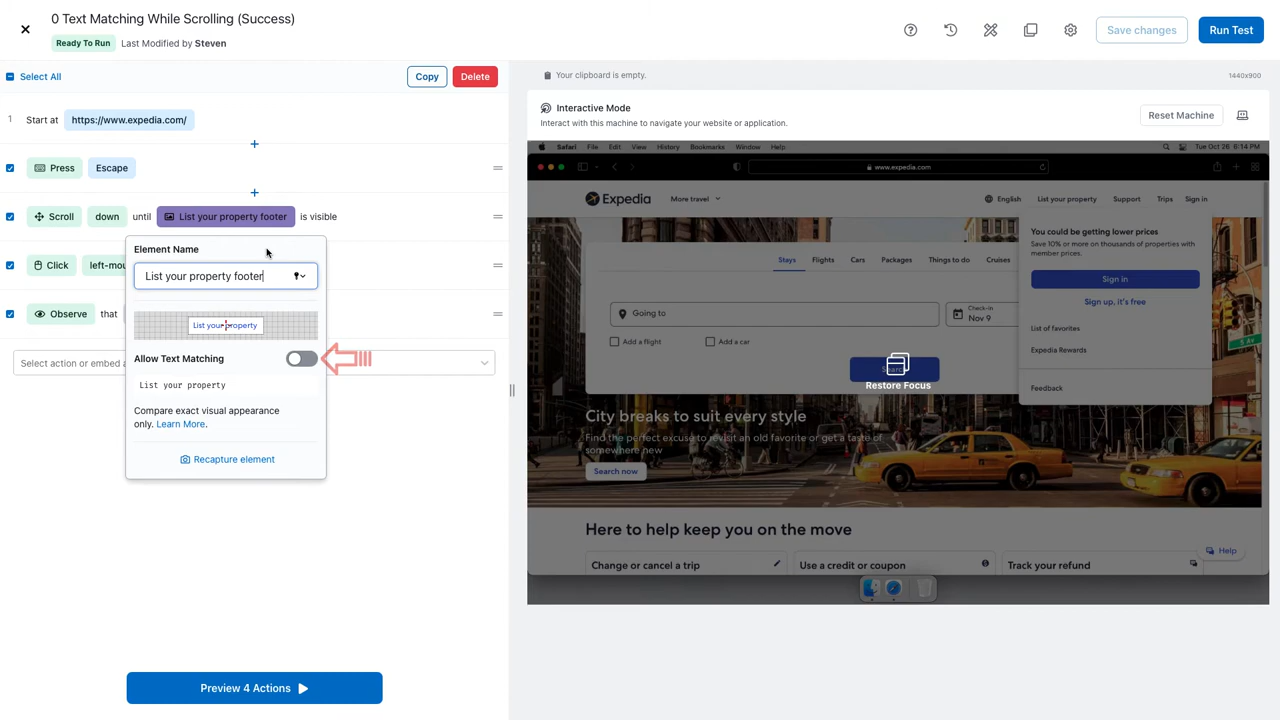 0 Text Matching While Scrolling (Success)
Ready To Run
Last Modified by Steven
Save changes
Run Test
Select All
Copy
Delete
1
Start at
https://www.expedia.com/
Press
Escape
Scroll
down
until
List your property footer
is visible
Click
left-mou
Observe
that
Select action or embed a
Element Name
List your property footer
List your property
Allow Text Matching
List your property
Compare exact visual appearance
only. Learn More.
Recapture element
Preview 4 Actions
Your clipboard is empty.
1440x900
Interactive Mode
Interact with this machine to navigate your website or application.
Reset Machine
Safari File Edit View History Bookmarks Window Help
Tue Oct 26 6:14 PM
www.expedia.com
Expedia
More travel
English
List your property
Support
Trips
Sign in
You could be getting lower prices
Save 10% or more on thousands of properties with
member prices.
Sign in
Sign up, it's free
List of favorites
Expedia Rewards
Feedback
Stays
Flights
Cars
Packages
Things to do
Cruises
Going to
Check-in
Nov 9
Add a flight
Add a car
Restore Focus
City breaks to suit every style
Find the perfect excuse to revisit an old favorite or get a taste of
somewhere new
Search now
Here to help keep you on the move
Help
Change or cancel a trip
Use a credit or coupon
Track your refund